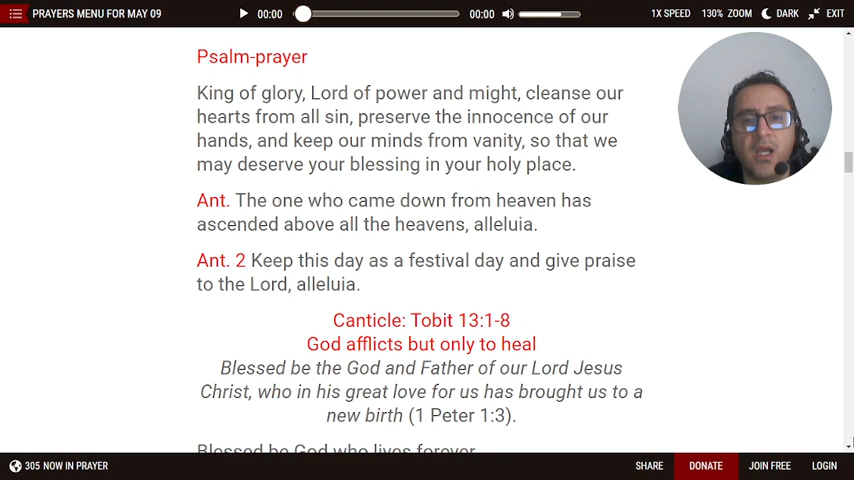 PRAYERS MENU FOR MAY 09
00:00
00:00
1X SPEED
130% ZOOM
DARK
EXIT
Psalm-prayer
King of glory, Lord of power and might, cleanse our
hearts from all sin, preserve the innocence of our
hands, and keep our minds from vanity, so that we
may deserve your blessing in your holy place.
Ant. The one who came down from heaven has
ascended above all the heavens, alleluia.
Ant. 2 Keep this day as a festival day and give praise
to the Lord, alleluia.
Canticle: Tobit 13:1-8
God afflicts but only to heal
Blessed be the God and Father of our Lord Jesus
Christ, who in his great love for us has brought us to a
new birth (1 Peter 1:3).
Blessed be God who lives forever
305 NOW IN PRAYER
SHARE
DONATE
JOIN FREE
LOGIN